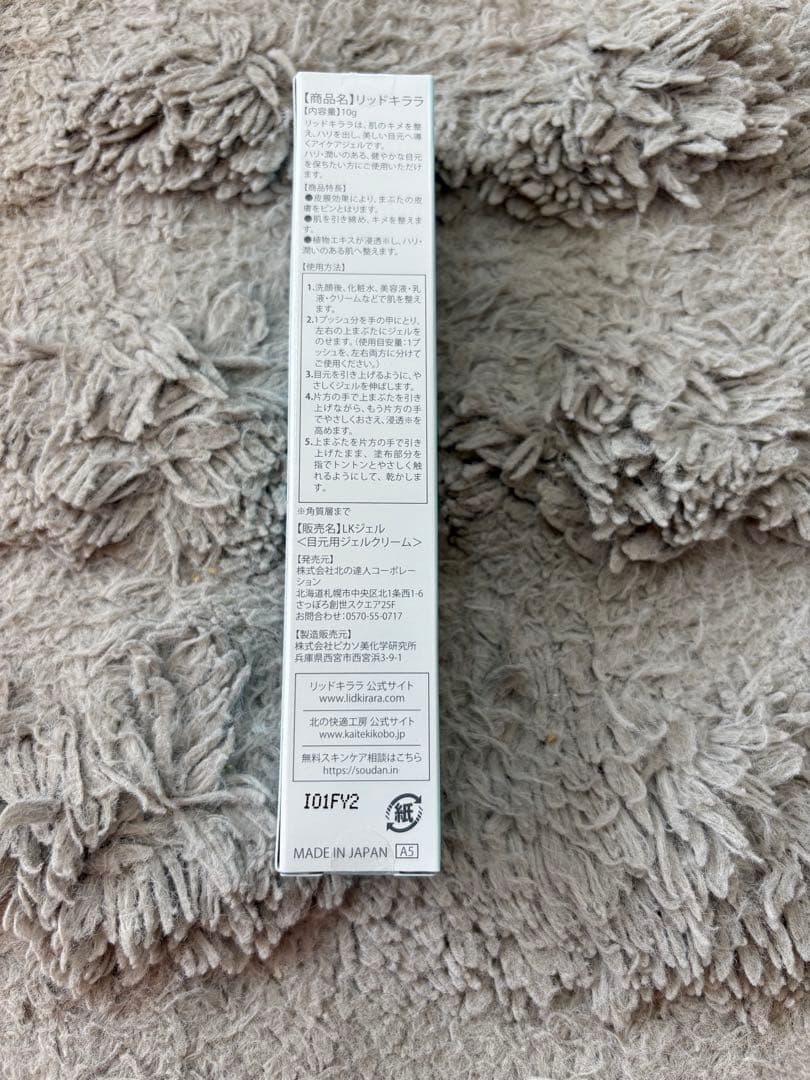 【商品名】リッドキララ
【内容量】10g
リッドキララは、肌のキメを整
え、ハリを出し、美しい目元へ導
くアイケアジェルです。
ハリ・潤いのある、健やかな目元
を保ちたい方にご使用いただけ
ます。
【商品特長】
●皮膜効果により、まぶたの皮
膚をピンとはります。
●肌を引き締め、キメを整えま
す。
●植物エキスが浸透※し、ハリ・
潤いのある肌へ整えます。
【使用方法】
1.洗顔後、化粧水、美容液・乳
液・クリームなどで肌を整え
ます。
2.1プッシュ分を手の甲にとり、
左右の上まぶたにジェルを
のせます。（使用目安量：1プ
ッシュを、左右両方に分けて
ご使用ください。）
3.目元を引き上げるように、や
さしくジェルを伸ばします。
4.片方の手で上まぶたを引き
上げながら、もう片方の手
でやさしくおさえ、浸透※を
高めます。
5.上まぶたを片方の手で引き
上げたまま、塗布部分を
指でトントンとやさしく触
れるようにして、乾かしま
す。
※角質層まで
【販売名】LKジェル
＜目元用ジェルクリーム＞
【発売元】
株式会社北の達人コーポレー
ション
北海道札幌市中央区北1条西1-6
さっぽろ創世スクエア25F
お問合わせ：0570-55-0717
【製造販売元】
株式会社ピカソ美化学研究所
兵庫県西宮市西宮浜3-9-1
リッドキララ 公式サイト
www.lidkirara.com
北の快適工房 公式サイト
www.kaitekikobo.jp
無料スキンケア相談はこちら
https://soudan.in
I01FY2
紙
MADE IN JAPAN A5